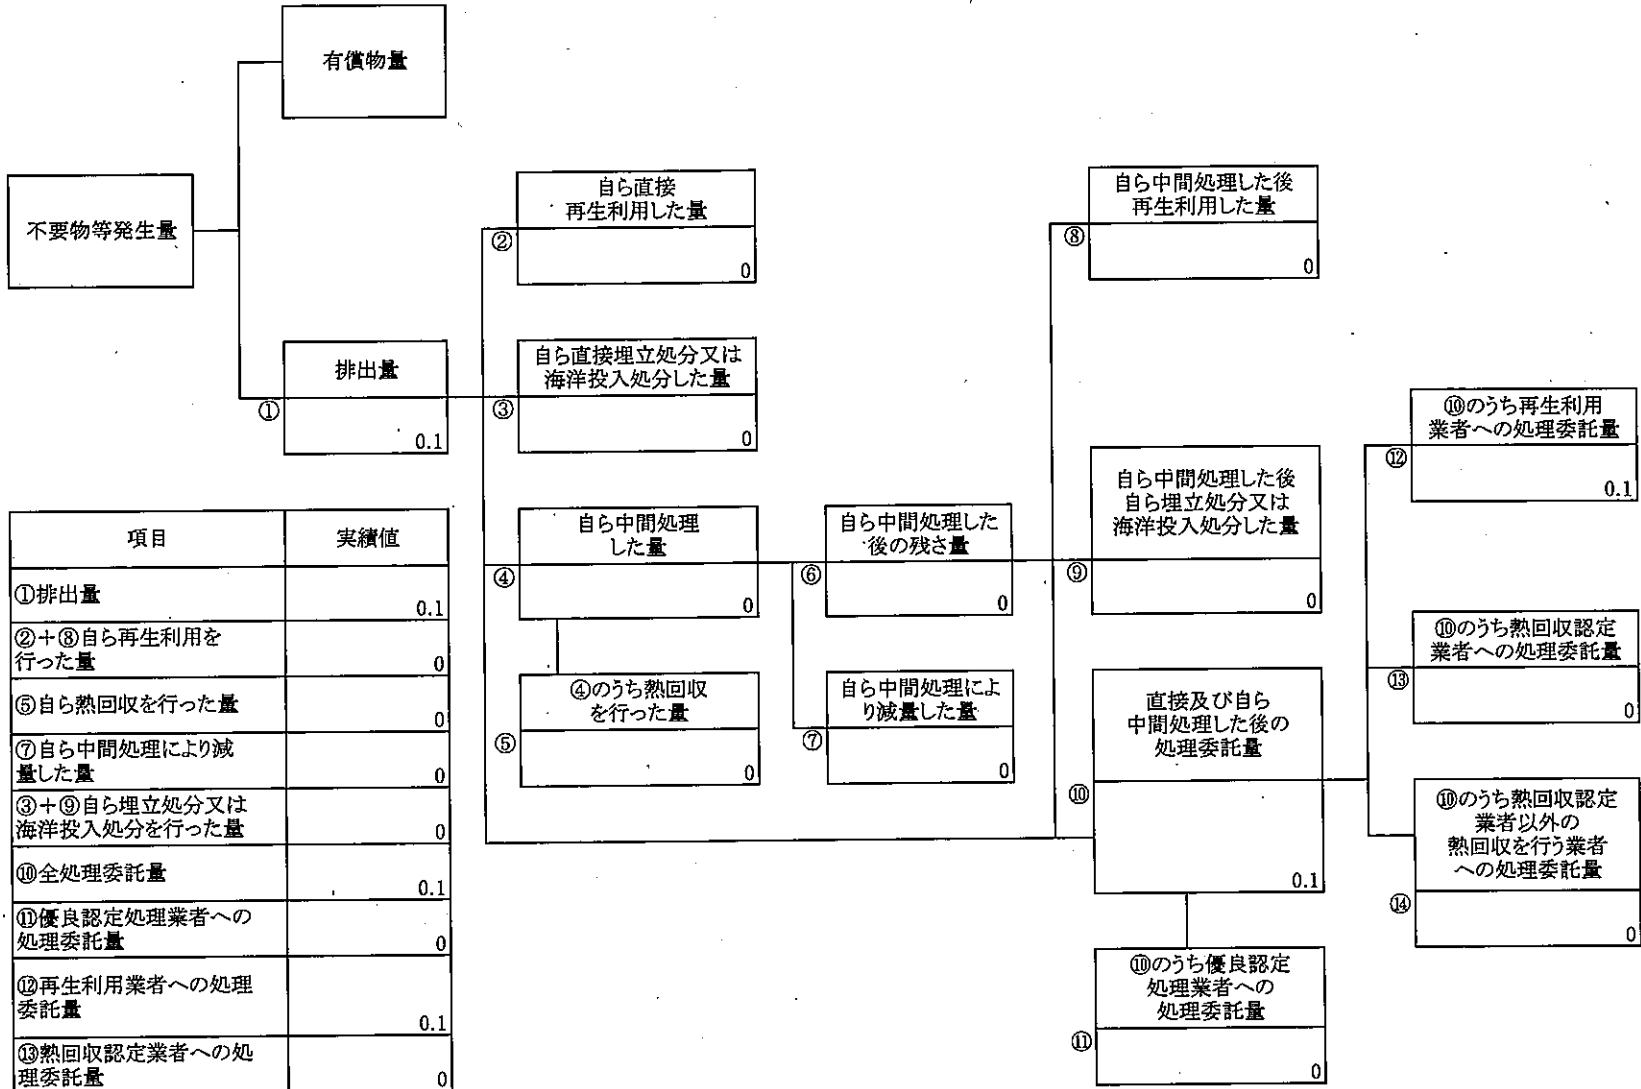 有償物量
不要物等発生量
排出量
①
0.1
自ら直接
再生利用した量
②
0
自ら直接埋立処分又は
海洋投入処分した量
③
0
自ら中間処理
した量
④
0
④のうち熱回収
を行った量
⑤
0
自ら中間処理した
後の残さ量
⑥
0
自ら中間処理によ
り減量した量
⑦
0
自ら中間処理した後
再生利用した量
⑧
0
自ら中間処理した後
自ら埋立処分又は
海洋投入処分した量
⑨
0
直接及び自ら
中間処理した後の
処理委託量
⑩
0.1
⑩のうち優良認定
処理業者への
処理委託量
⑪
0
⑩のうち再生利用
業者への処理委託量
⑫
0.1
⑩のうち熱回収認定
業者への処理委託量
⑬
0
⑩のうち熱回収認定
業者以外の
熱回収を行う業者
への処理委託量
⑭
0
項目 実績値
①排出量 0.1
②+⑧自ら再生利用を
行った量 0
⑤自ら熱回収を行った量 0
⑦自ら中間処理により減
量した量 0
③+⑨自ら埋立処分又は
海洋投入処分を行った量 0
⑩全処理委託量 0.1
⑪優良認定処理業者への
処理委託量 0
⑫再生利用業者への処理
委託量 0.1
⑬熱回収認定業者への処
理委託量 0